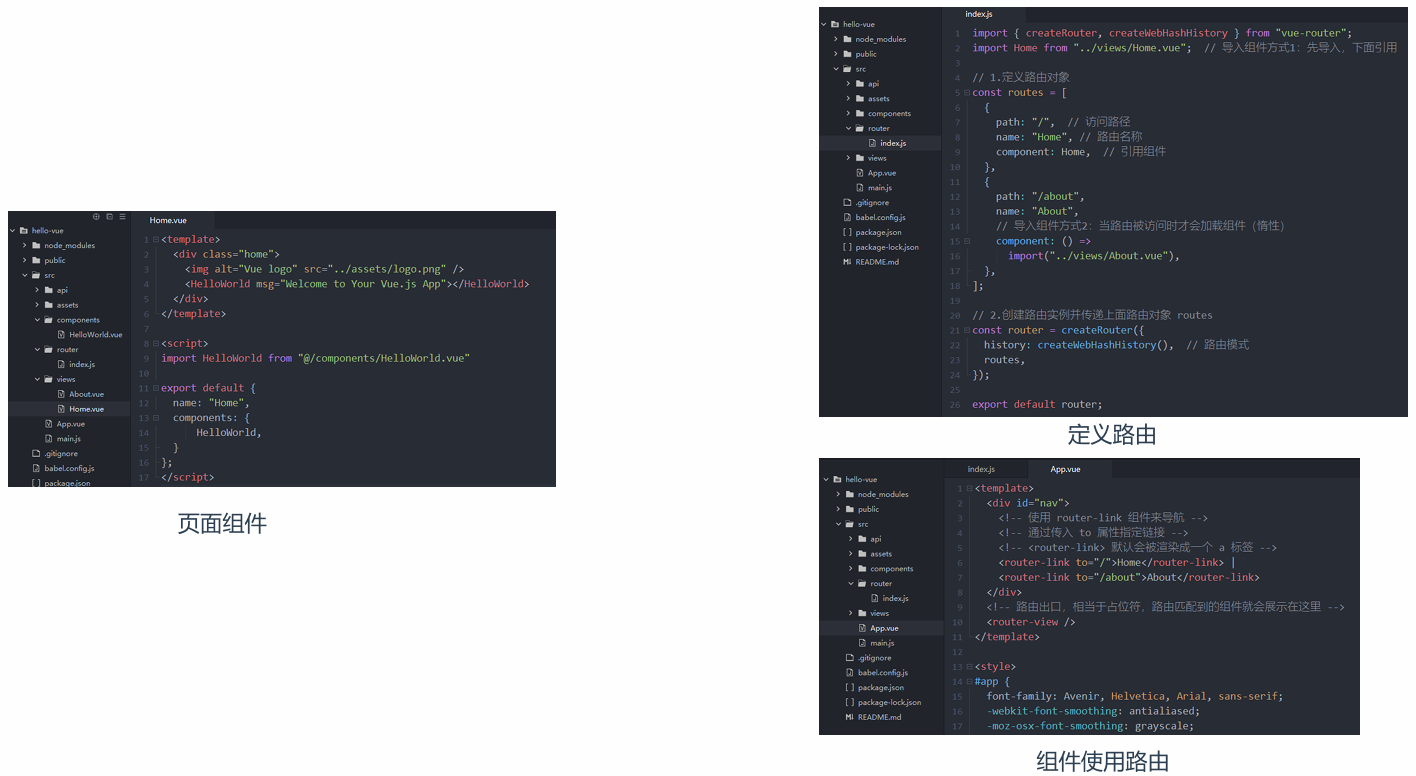 Home.vue
hello-vue
node_modules
public
src
api
assets
components
HelloWorld.vue
router
index.js
views
About.vue
Home.vue
App.vue
main.js
.gitignore
babel.config.js
package.json
1 <template>
2 <div class="home">
3 <img alt="Vue logo" src="../assets/logo.png" />
4 <HelloWorld msg="Welcome to Your Vue.js App"></HelloWorld>
5 </div>
6 </template>
7
8 <script>
9 import HelloWorld from "@/components/HelloWorld.vue"
10
11 export default {
12 name: "Home",
13 components: {
14 HelloWorld,
15 }
16 };
17 </script>
页面组件
index.js
hello-vue
node_modules
public
src
api
assets
components
router
index.js
views
App.vue
main.js
.gitignore
babel.config.js
package.json
package-lock.json
README.md
1 import { createRouter, createWebHashHistory } from "vue-router";
2 import Home from "../views/Home.vue"; // 导入组件方式1: 先导入,下面引用
3
4 // 1.定义路由对象
5 const routes = [
6 {
7 path: "/", // 访问路径
8 name: "Home", // 路由名称
9 component: Home, // 引用组件
10 },
11 {
12 path: "/about",
13 name: "About",
14 // 导入组件方式2: 当路由被访问时才会加载组件（惰性）
15 component: () =>
16 import("../views/About.vue"),
17 },
18 ];
19
20 // 2.创建路由实例并传递上面路由对象 routes
21 const router = createRouter({
22 history: createWebHashHistory(), // 路由模式
23 routes,
24 });
25
26 export default router;
定义路由
index.js App.vue
hello-vue
node_modules
public
src
api
assets
components
router
index.js
views
App.vue
main.js
.gitignore
babel.config.js
package.json
package-lock.json
README.md
1 <template>
2 <div id="nav">
3 <!-- 使用 router-link 组件来导航 -->
4 <!-- 通过传入 to 属性指定链接 -->
5 <!-- <router-link> 默认会被渲染成一个 a 标签 -->
6 <router-link to="/">Home</router-link> |
7 <router-link to="/about">About</router-link>
8 </div>
9 <!-- 路由出口，相当于占位符，路由匹配到的组件就会展示在这里 -->
10 <router-view />
11 </template>
12
13 <style>
14 #app {
15 font-family: Avenir, Helvetica, Arial, sans-serif;
16 -webkit-font-smoothing: antialiased;
17 -moz-osx-font-smoothing: grayscale;
组件使用路由